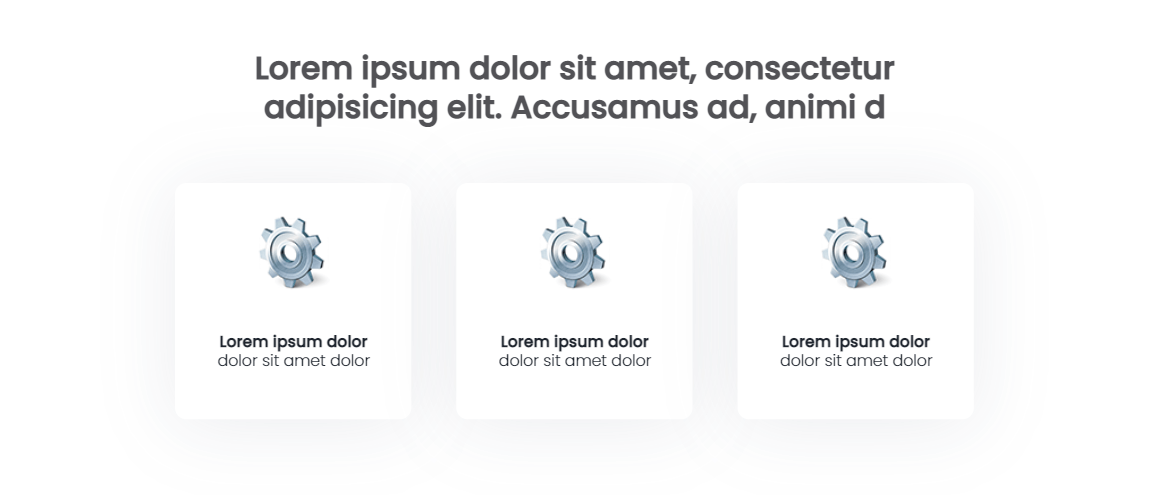 Lorem ipsum dolor sit amet, consectetur
adipisicing elit. Accusamus ad, animi d
Lorem ipsum dolor
dolor sit amet dolor
Lorem ipsum dolor
dolor sit amet dolor
Lorem ipsum dolor
dolor sit amet dolor